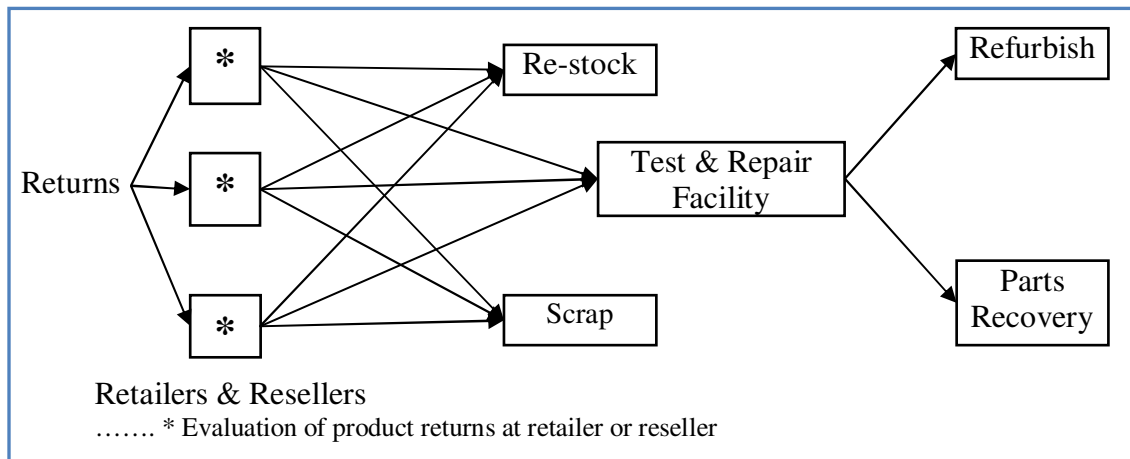 Returns
*
*
*
Re-stock
Scrap
Test & Repair
Facility
Refurbish
Parts
Recovery
Retailers & Resellers
……. * Evaluation of product returns at retailer or reseller